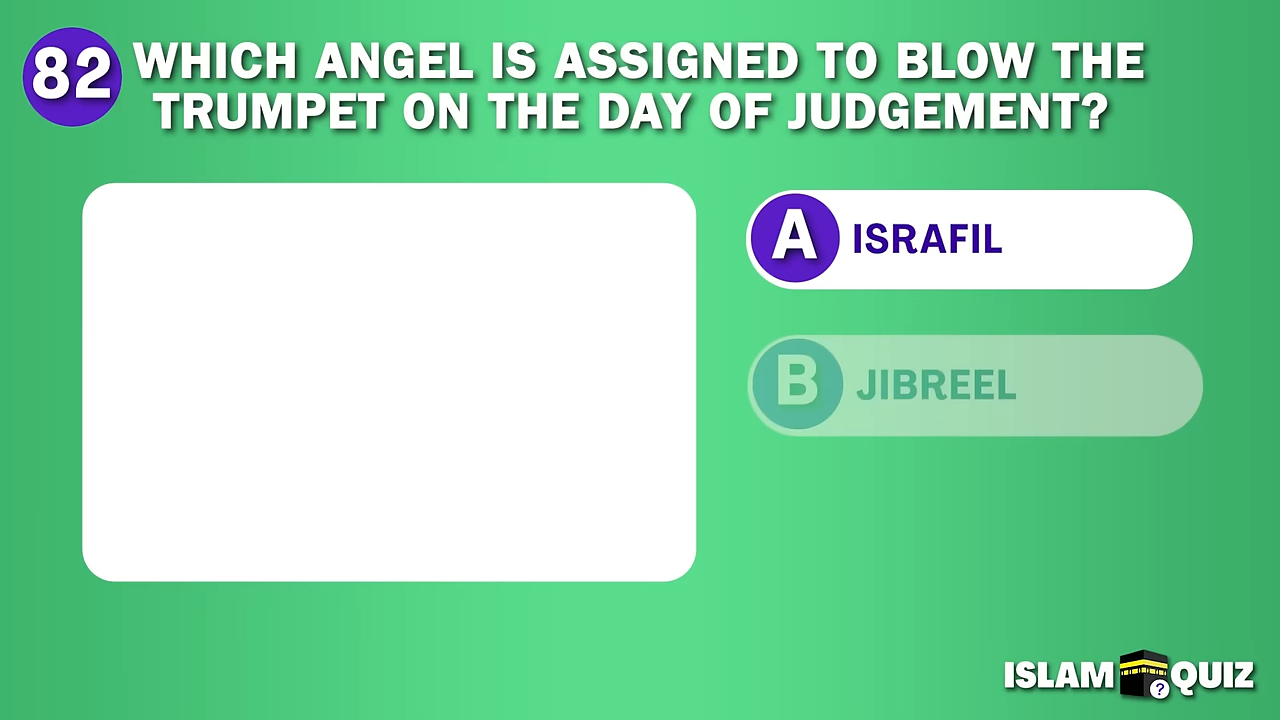 82
WHICH ANGEL IS ASSIGNED TO BLOW THE
TRUMPET ON THE DAY OF JUDGEMENT?
A ISRAFIL
B JIBREEL
ISLAM ? QUIZ